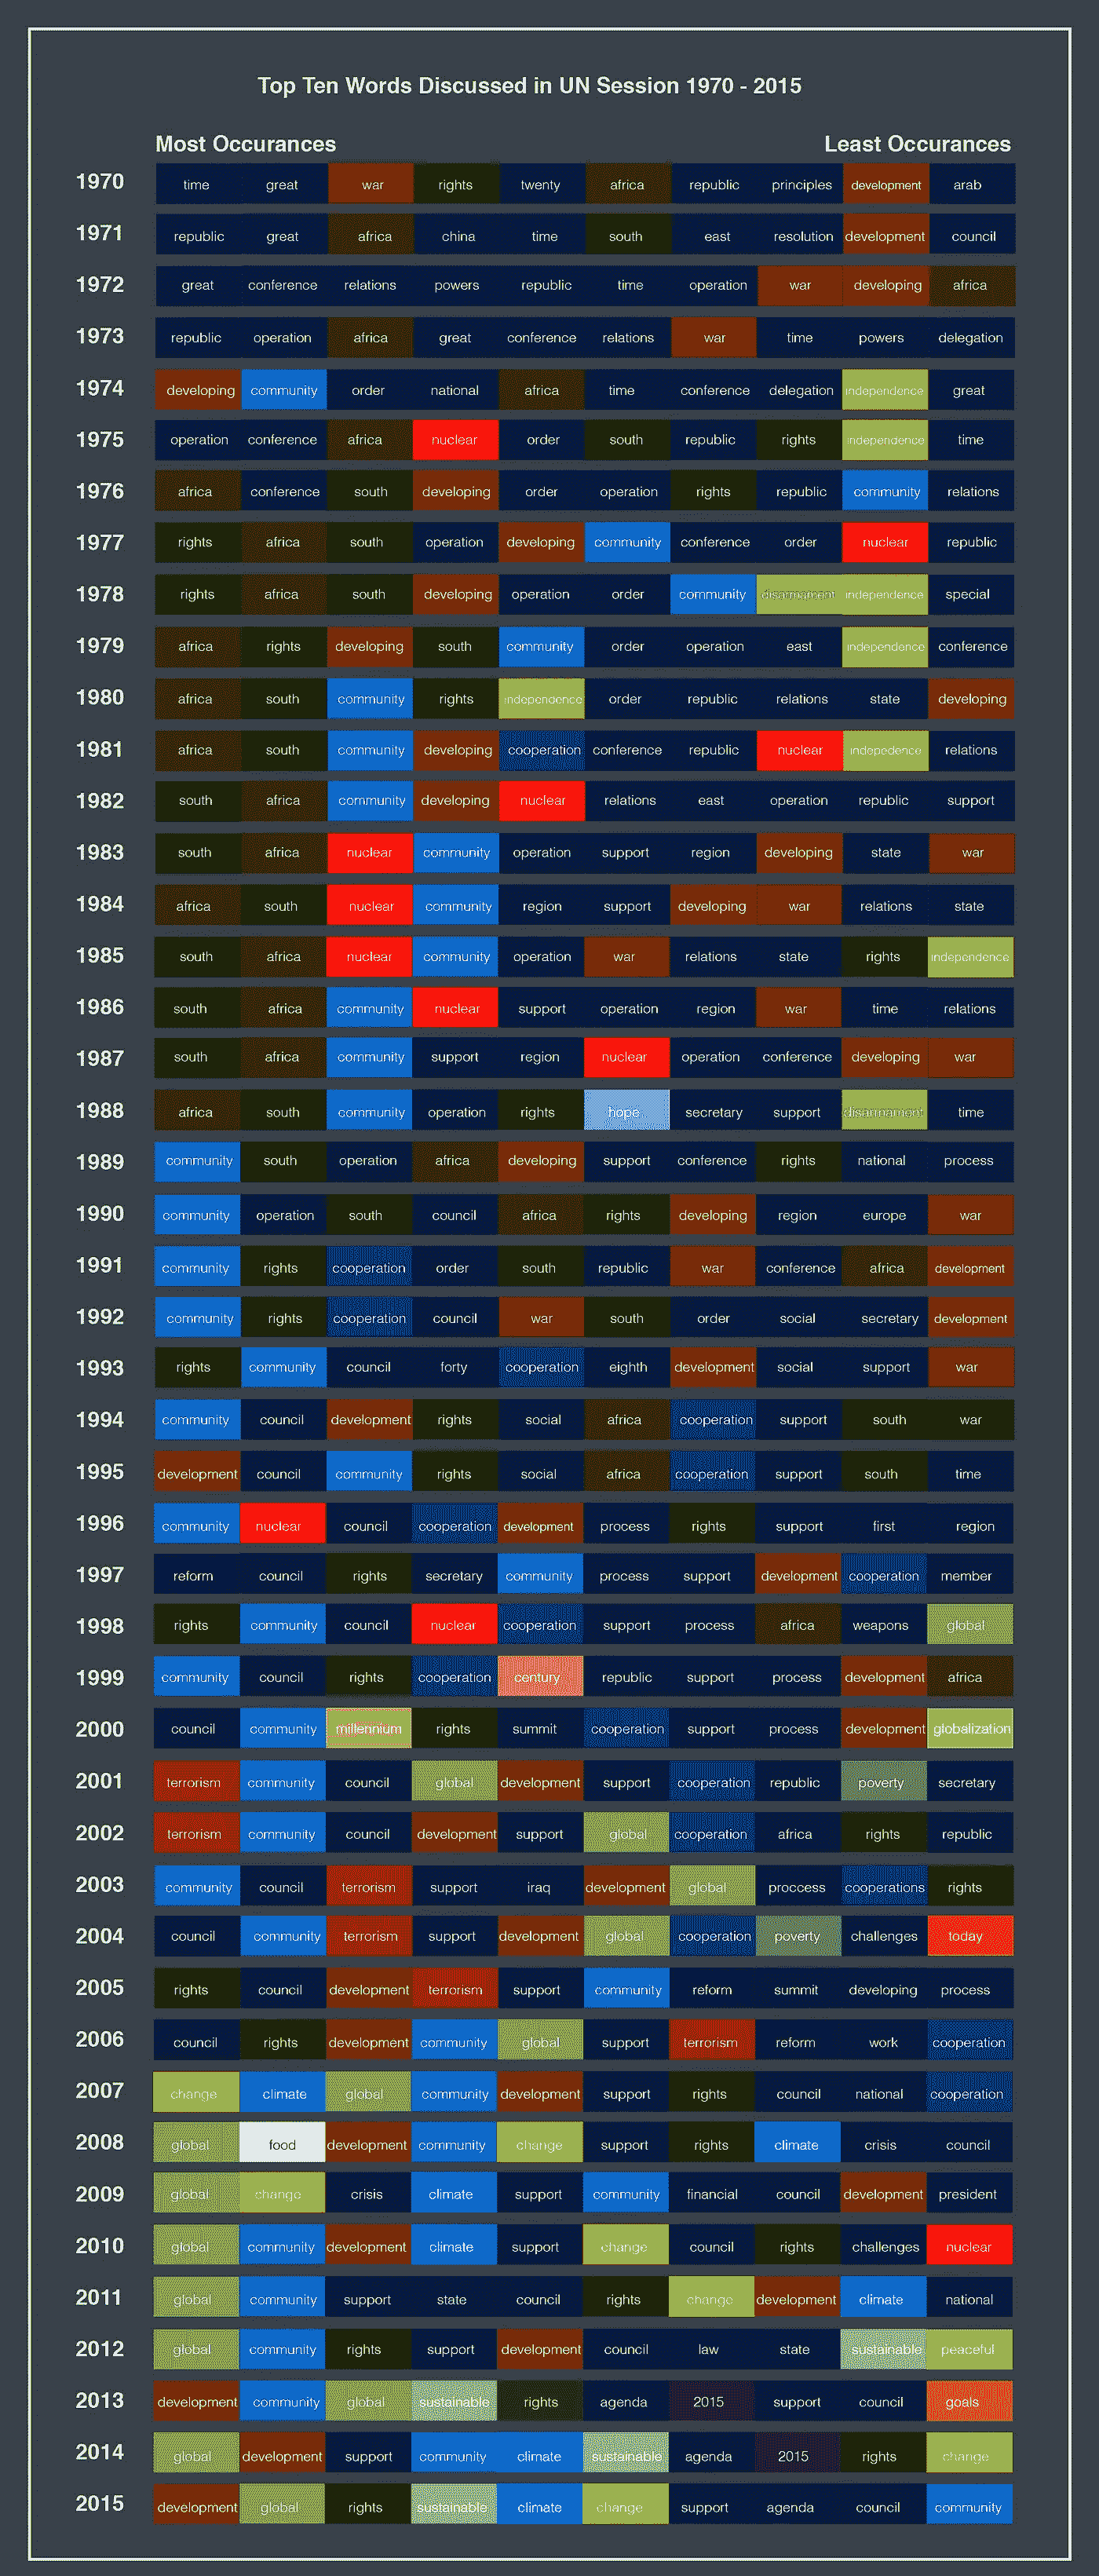 Top Ten Words Discussed in UN Session 1970 - 2015
Most Occurances Least Occurances
1970 time great war rights twenty africa republic principles development arab
1971 republic great africa china time south east resolution development council
1972 great conference relations powers republic time operation war developing africa
1973 republic operation africa great conference relations war time powers delegation
1974 developing community order national africa time conference delegation independence great
1975 operation conference africa nuclear order south republic rights independence time
1976 africa conference south developing order operation rights republic community relations
1977 rights africa south operation developing community conference order nuclear republic
1978 rights africa south developing operation order community disarmament independence special
1979 africa rights developing south community order operation east independence conference
1980 africa south community rights independence order republic relations state developing
1981 africa south community developing cooperation conference republic nuclear indepedence relations
1982 south africa community developing nuclear relations east operation republic support
1983 south africa nuclear community operation support region developing state war
1984 africa south nuclear community region support developing war relations state
1985 south africa nuclear community operation war relations state rights independence
1986 south africa community nuclear support operation region war time relations
1987 south africa community support region nuclear operation conference developing war
1988 africa south community operation rights hope secretary support disarmament time
1989 community south operation africa developing support conference rights national process
1990 community operation south council africa rights developing region europe war
1991 community rights cooperation order south republic war conference africa development
1992 community rights cooperation council war south order social secretary development
1993 rights community council forty cooperation eighth development social support war
1994 community council development rights social africa cooperation support south war
1995 development council community rights social africa cooperation support south time
1996 community nuclear council cooperation development process rights support first region
1997 reform council rights secretary community process support development cooperation member
1998 rights community council nuclear cooperation support process africa weapons global
1999 community council rights cooperation century republic support process development africa
2000 council community millennium rights summit cooperation support process development globalization
2001 terrorism community council global development support cooperation republic poverty secretary
2002 terrorism community council development support global cooperation africa rights republic
2003 community council terrorism support iraq development global proccess cooperations rights
2004 council community terrorism support development global cooperation poverty challenges today
2005 rights council development terrorism support community reform summit developing process
2006 council rights development community global support terrorism reform work cooperation
2007 change climate global community development support rights council national cooperation
2008 global food development community change support rights climate crisis council
2009 global change crisis climate support community financial council development president
2010 global community development climate support change council rights challenges nuclear
2011 global community support state council rights change development climate national
2012 global community rights support development council law state sustainable peaceful
2013 development community global sustainable rights agenda 2015 support council goals
2014 global development support community climate sustainable agenda 2015 rights change
2015 development global rights sustainable climate change support agenda council community